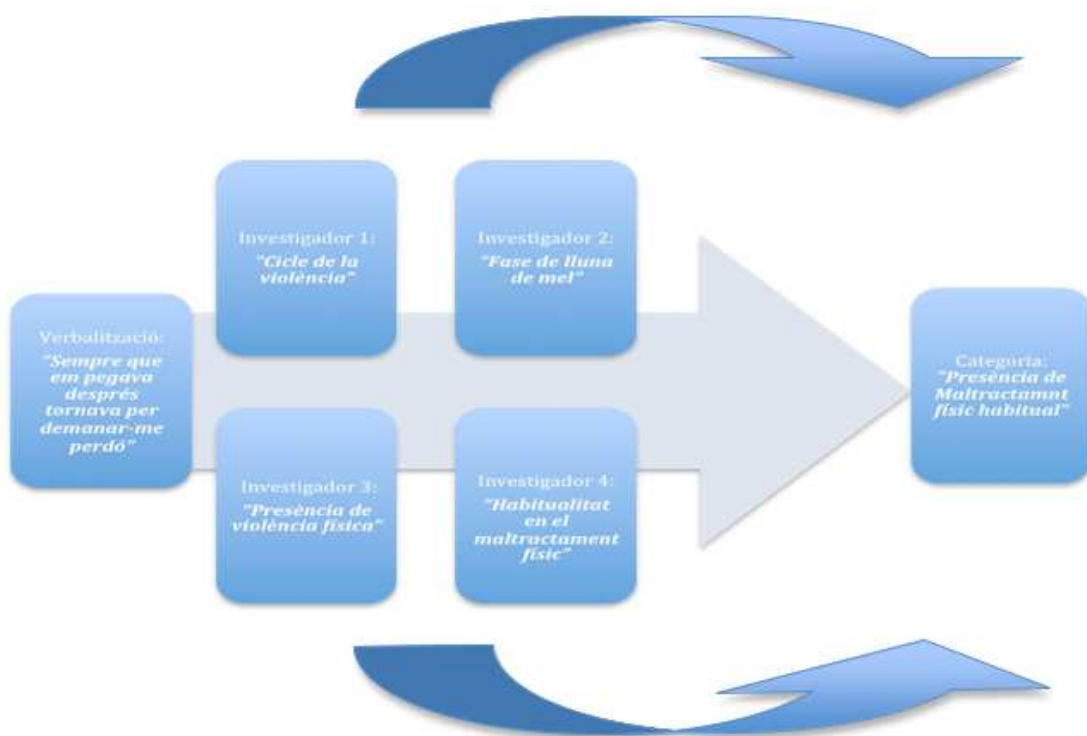 Verbalització:
"Sempre que
em pegava
després
tornava per
demanar-me
perdó"
Investigador 1:
"Cicle de la
violència"
Investigador 2:
"Fase de lluna
de mel"
Investigador 3:
"Presència de
violència física"
Investigador 4:
"Habitualitat
en el
maltractament
físic"
Categoria:
"Presència de
Maltractamnt
físic habitual"